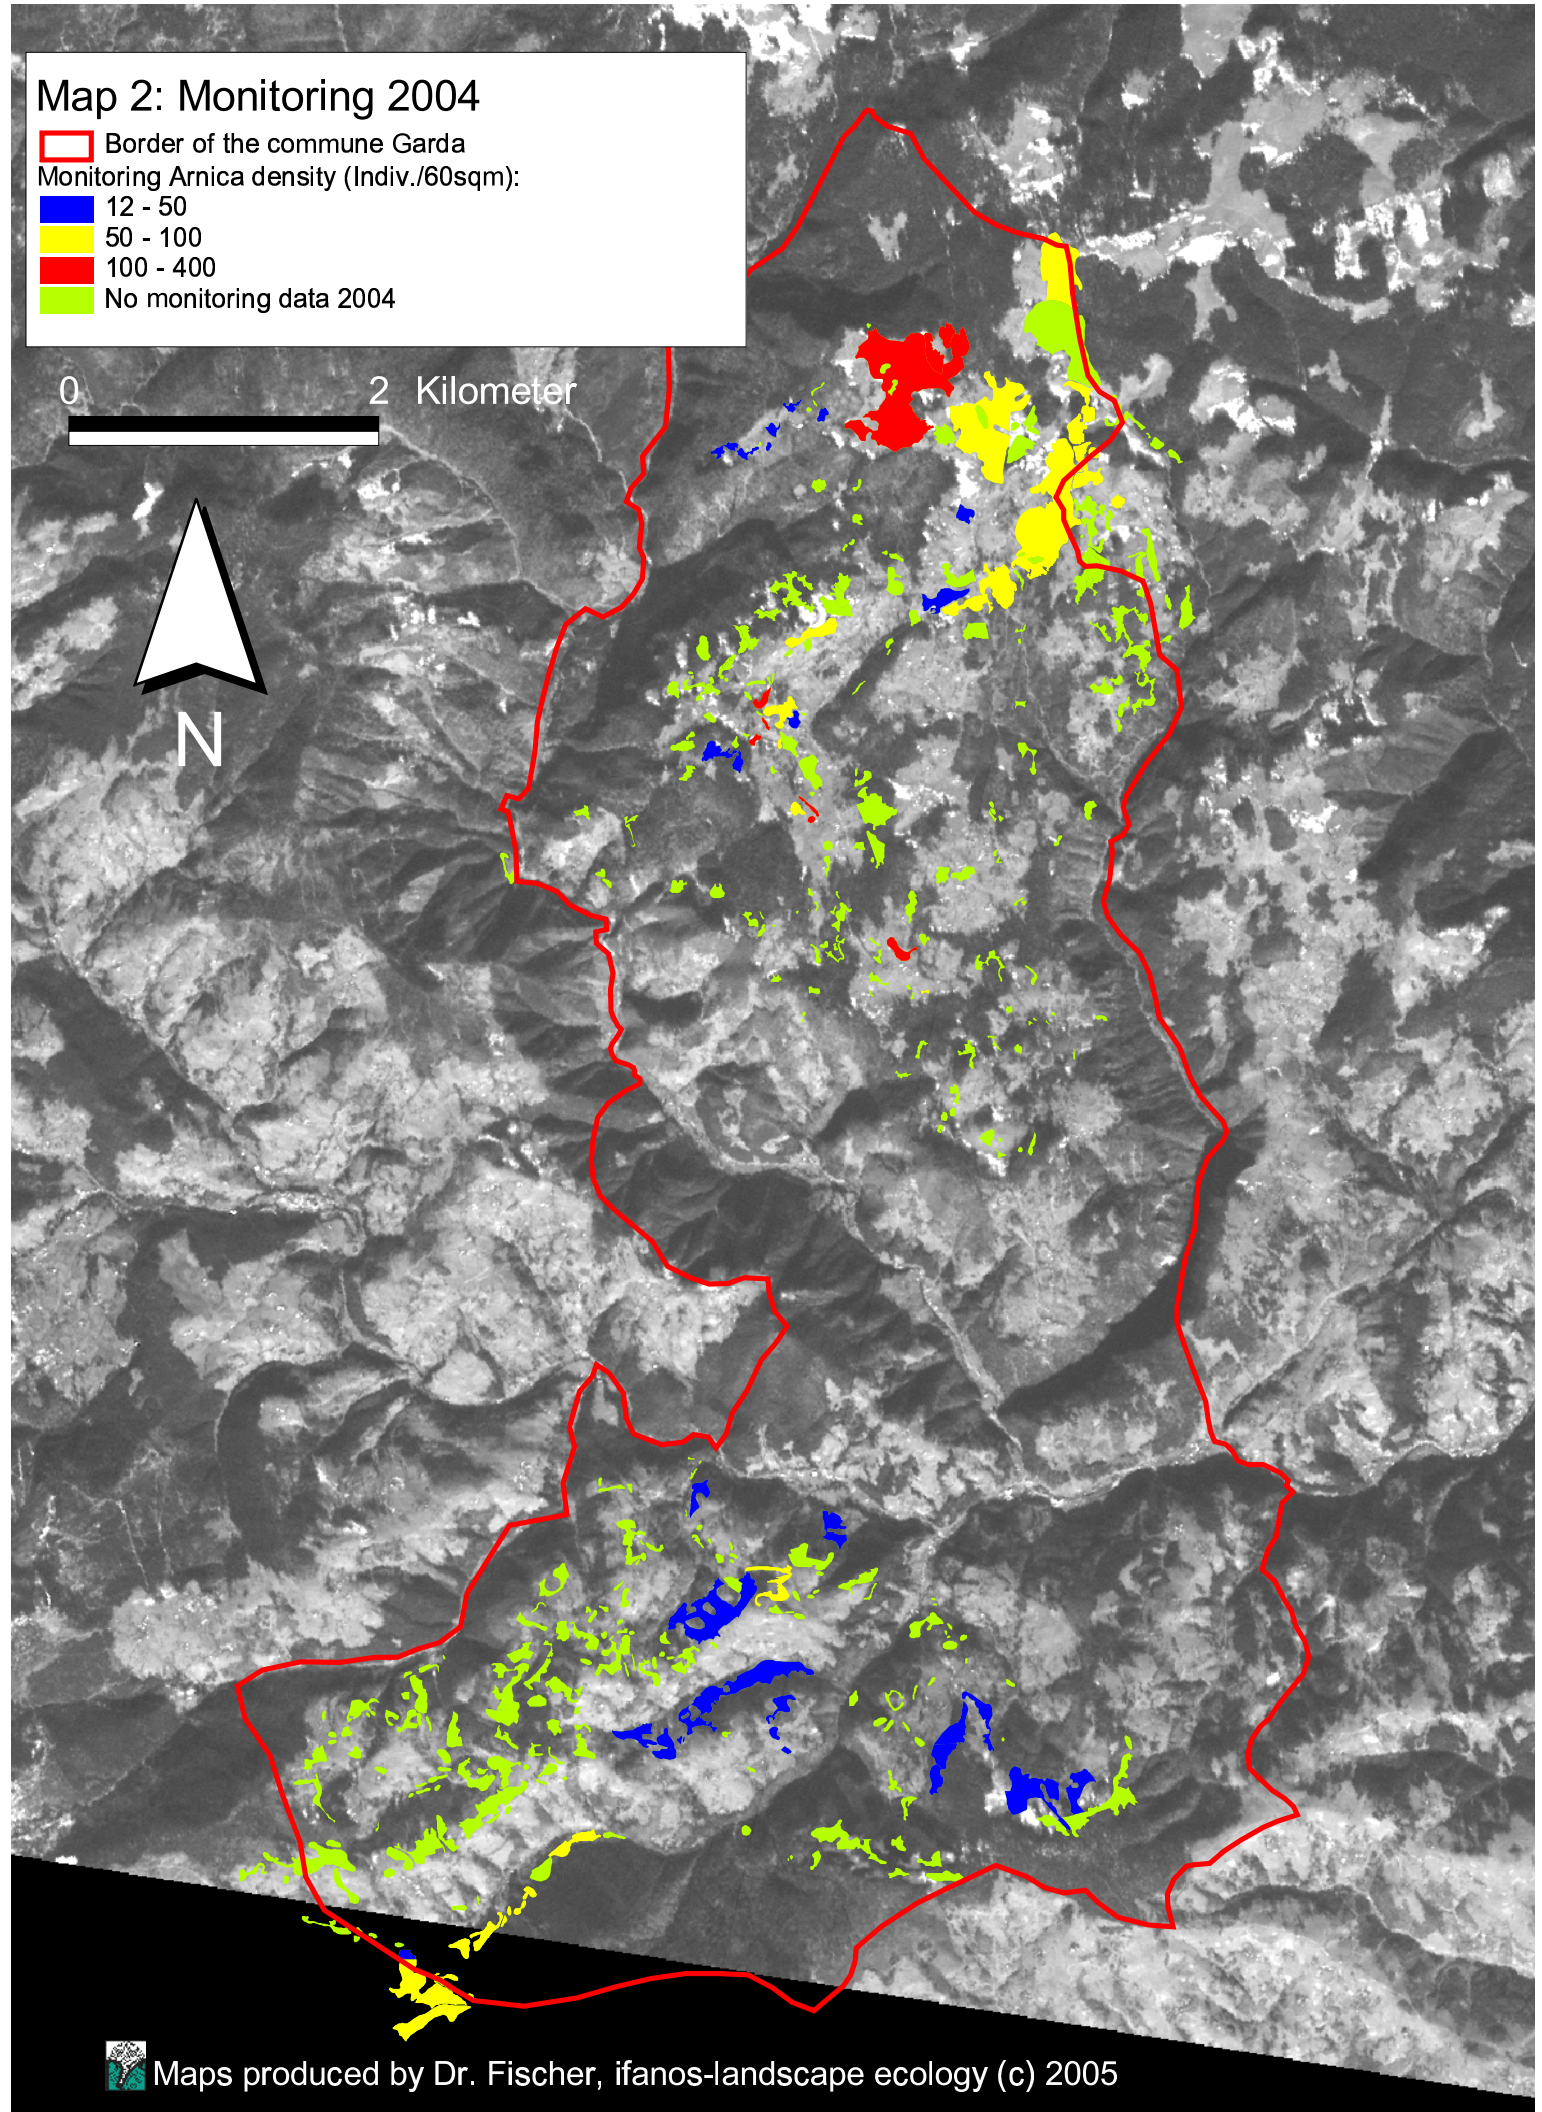 Map 2: Monitoring 2004
Border of the commune Garda
Monitoring Arnica density (Indiv./60sqm):
12 - 50
50 - 100
100 - 400
No monitoring data 2004
0 2 Kilometer
N
Maps produced by Dr. Fischer, ifanos-landscape ecology (c) 2005